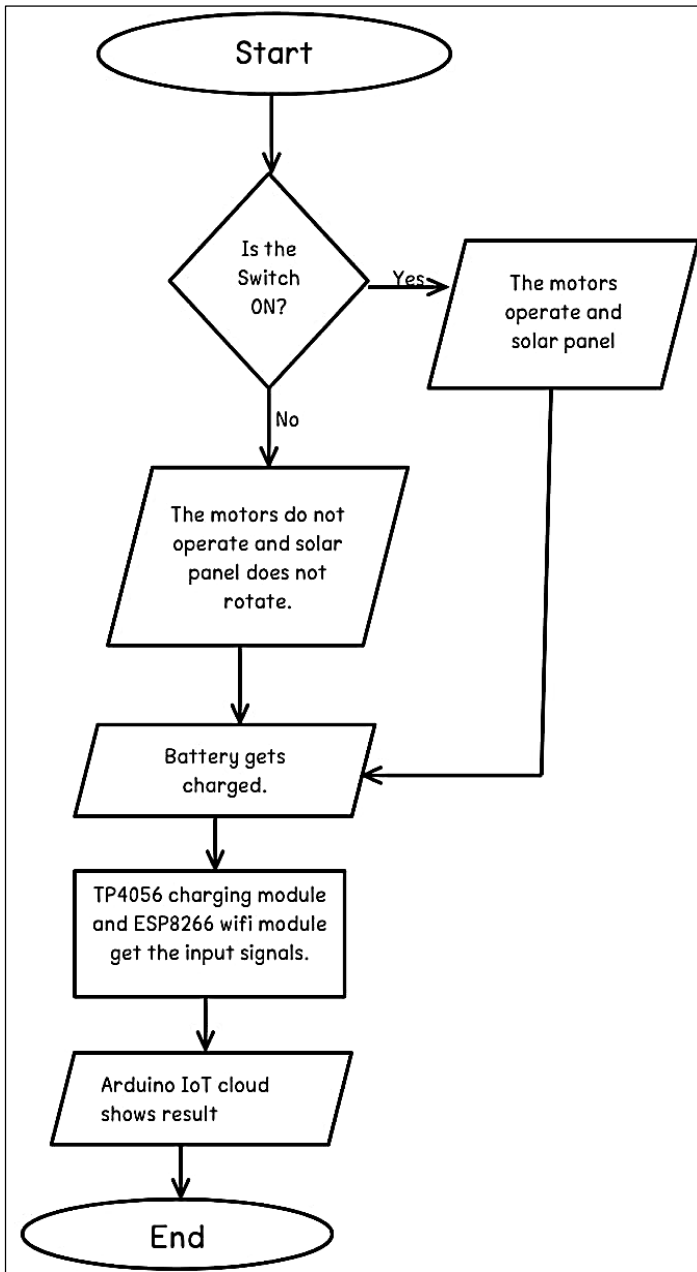 Start
Is the
Switch
ON?
Yes
The motors
operate and
solar panel
No
The motors do not
operate and solar
panel does not
rotate.
Battery gets
charged.
TP4056 charging module
and ESP8266 wifi module
get the input signals.
Arduino IoT cloud
shows result
End